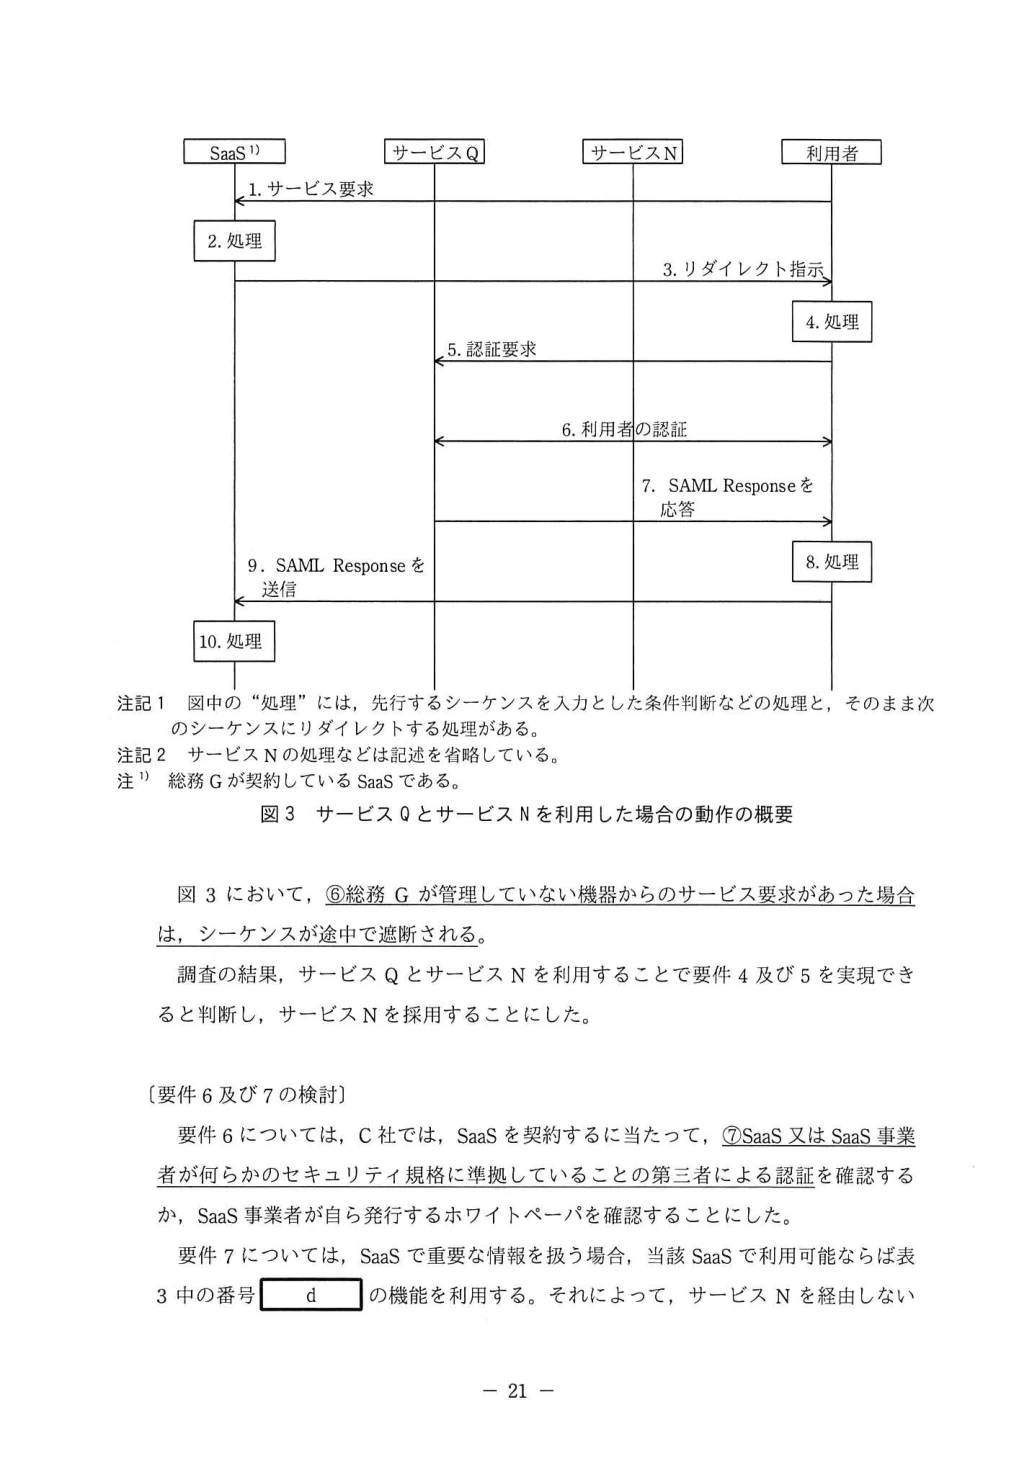 SaaS 1)
サービスQ
サービスN
利用者
1. サービス要求
2. 処理
3. リダイレクト指示
4. 処理
5. 認証要求
6. 利用者の認証
7. SAML Responseを
応答
8. 処理
9. SAML Responseを
送信
10. 処理
注記1 図中の“処理”には，先行するシーケンスを入力とした条件判断などの処理と，そのまま次
のシーケンスにリダイレクトする処理がある。
注記2 サービスNの処理などは記述を省略している。
注 1) 総務Gが契約しているSaaSである。
図3 サービスQとサービスNを利用した場合の動作の概要
図3において，⑥総務Gが管理していない機器からのサービス要求があった場合
は，シーケンスが途中で遮断される。
調査の結果，サービスQとサービスNを利用することで要件4及び5を実現でき
ると判断し，サービスNを採用することにした。
〔要件6及び7の検討〕
要件6については，C社では，SaaSを契約するに当たって，⑦SaaS又はSaaS事業
者が何らかのセキュリティ規格に準拠していることの第三者による認証を確認する
か，SaaS事業者が自ら発行するホワイトペーパを確認することにした。
要件7については，SaaSで重要な情報を扱う場合，当該SaaSで利用可能ならば表
3中の番号 d の機能を利用する。それによって，サービスNを経由しない
― 21 ―